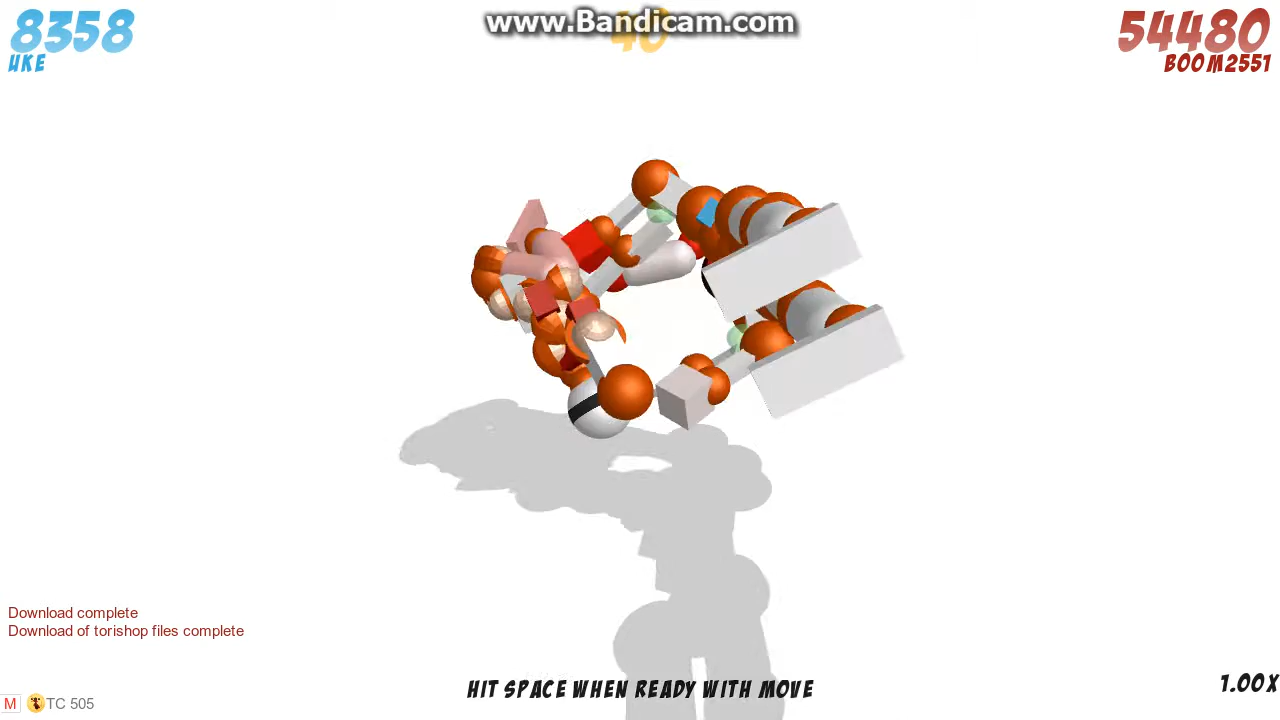 8358
UKE
www.Bandicam.com
40
54480
BOOM2551
Download complete
Download of torishop files complete
M TC 505
HIT SPACE WHEN READY WITH MOVE
1.00X